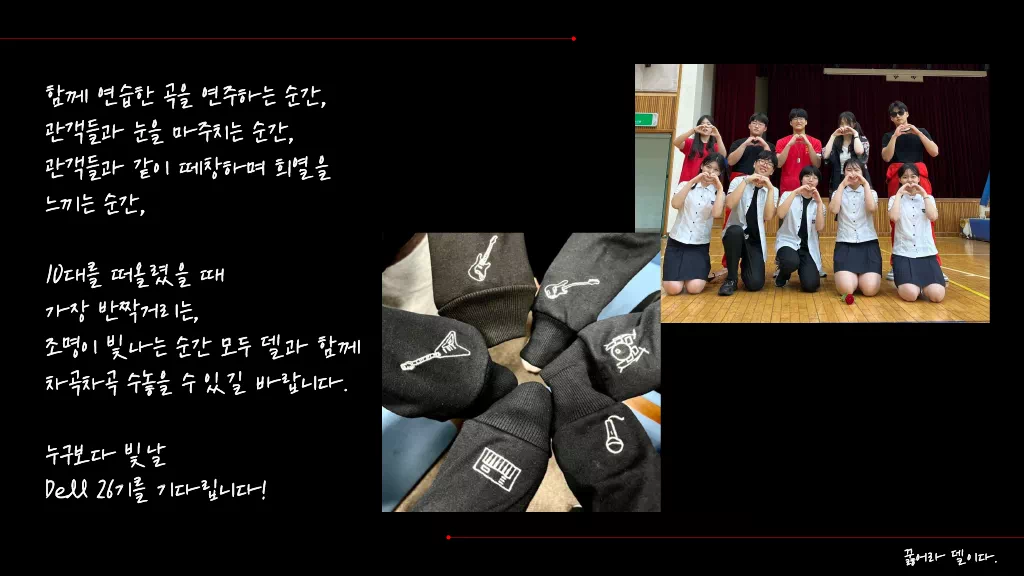 함께 연습한 곡을 연주하는 순간,
관객들과 눈을 마주치는 순간,
관객들과 같이 떼창하며 희열을
느끼는 순간,
10대를 떠올렸을 때
가장 반짝거리는,
조명이 빛나는 순간 모두 델과 함께
차곡차곡 수놓을 수 있길 바랍니다.
누구보다 빛날
Dell 26기를 기다립니다!
끓어라 델이다.